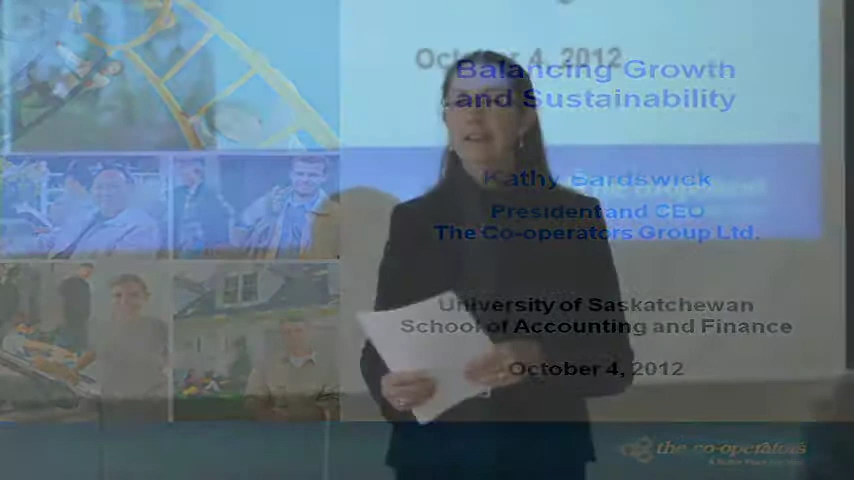 October 4, 2012
Balancing Growth
and Sustainability
Kathy Bardswick
President and CEO
The Co-operators Group Ltd.
University of Saskatchewan
School of Accounting and Finance
October 4, 2012
the co-operators